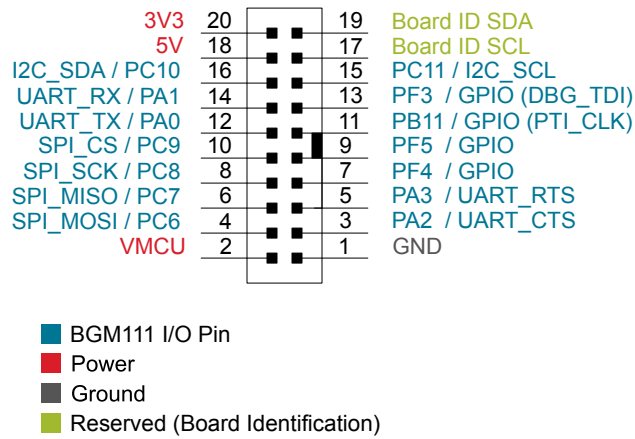 3V3 20 19 Board ID SDA
5V 18 17 Board ID SCL
I2C_SDA / PC10 16 15 PC11 / I2C_SCL
UART_RX / PA1 14 13 PF3 / GPIO (DBG_TDI)
UART_TX / PA0 12 11 PB11 / GPIO (PTI_CLK)
SPI_CS / PC9 10 9 PF5 / GPIO
SPI_SCK / PC8 8 7 PF4 / GPIO
SPI_MISO / PC7 6 5 PA3 / UART_RTS
SPI_MOSI / PC6 4 3 PA2 / UART_CTS
VMCU 2 1 GND
BGM111 I/O Pin
Power
Ground
Reserved (Board Identification)